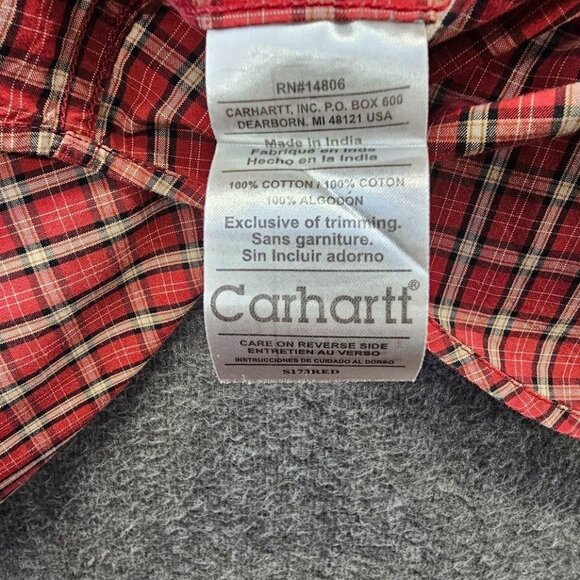 RN#14806
CARHARTT, INC. P.O. BOX 600
DEARBORN. MI 48121 USA
Made in India
Fabriqué en Inde
Hecho en la India
100% COTTON / 100% COTON
100% ALGODON
Exclusive of trimming.
Sans garniture.
Sin Incluir adorno
Carhartt®
CARE ON REVERSE SIDE
ENTRETIEN AU VERSO
INSTRUCCIONES DE CUIDADO AL DORSO
S173RED